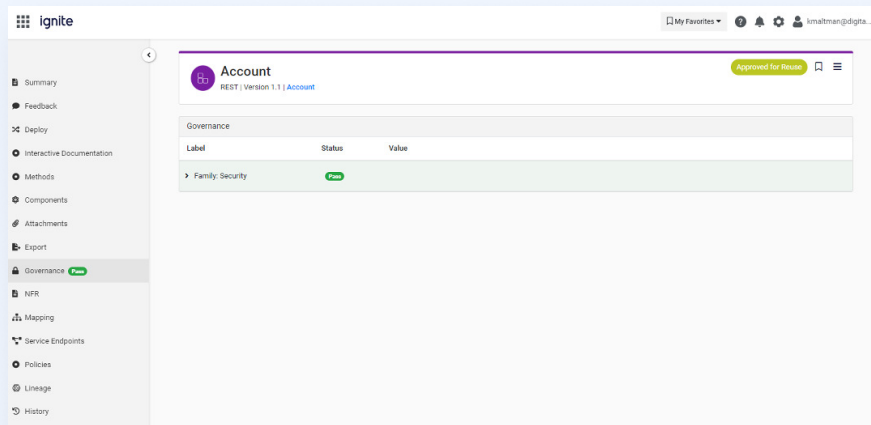 ignite
My Favorites
kmaltman@digita...
Summary
Feedback
Deploy
Interactive Documentation
Methods
Components
Attachments
Export
Governance Pass
NFR
Mapping
Service Endpoints
Policies
Lineage
History
Account
REST | Version 1.1 | Account
Approved for Reuse
Governance
Label Status Value
Family: Security Pass